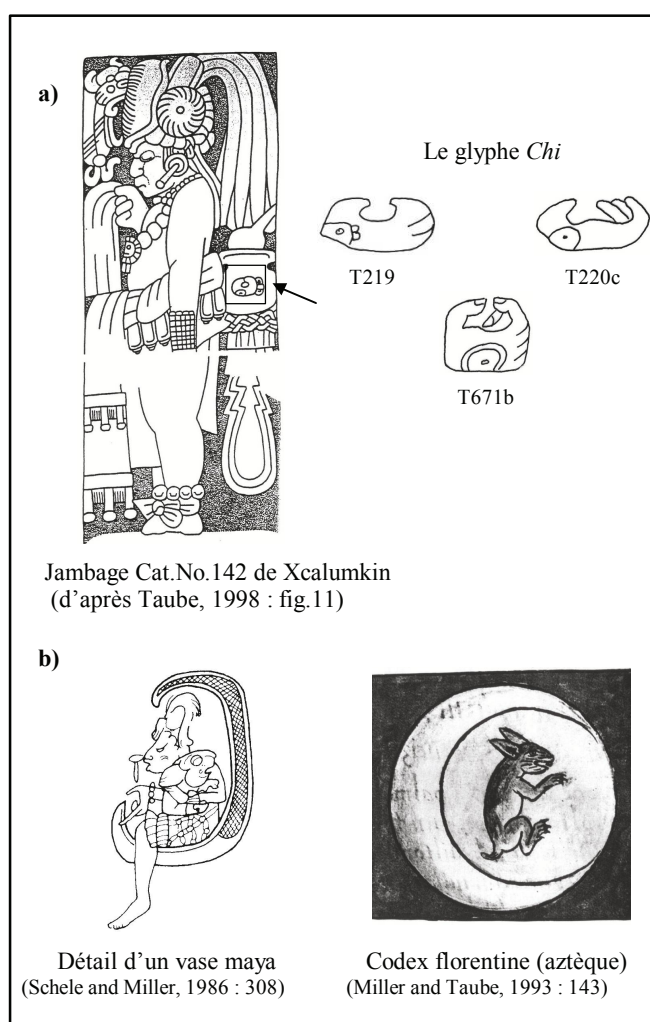 a)
Le glyphe Chi
T219
T220c
T671b
Jambage Cat.No.142 de Xcalumkin
(d'après Taube, 1998 : fig.11)
b)
Détail d'un vase maya
(Schele and Miller, 1986 : 308)
Codex florentine (aztèque)
(Miller and Taube, 1993 : 143)